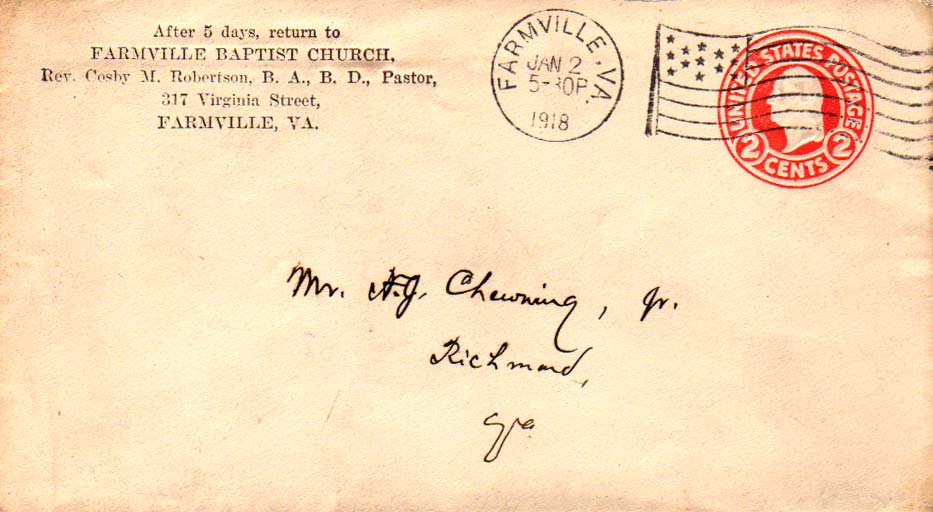 After 5 days, return to
FARMVILLE BAPTIST CHURCH,
Rev. Cosby M. Robertson, B. A., B. D., Pastor,
317 Virginia Street,
FARMVILLE, VA.
FARMVILLE, VA.
JAN 2
5-30P
1918
UNITED STATES POSTAGE
2 CENTS 2
Mr. A.J. Chewning, Jr.
Richmond,
Va